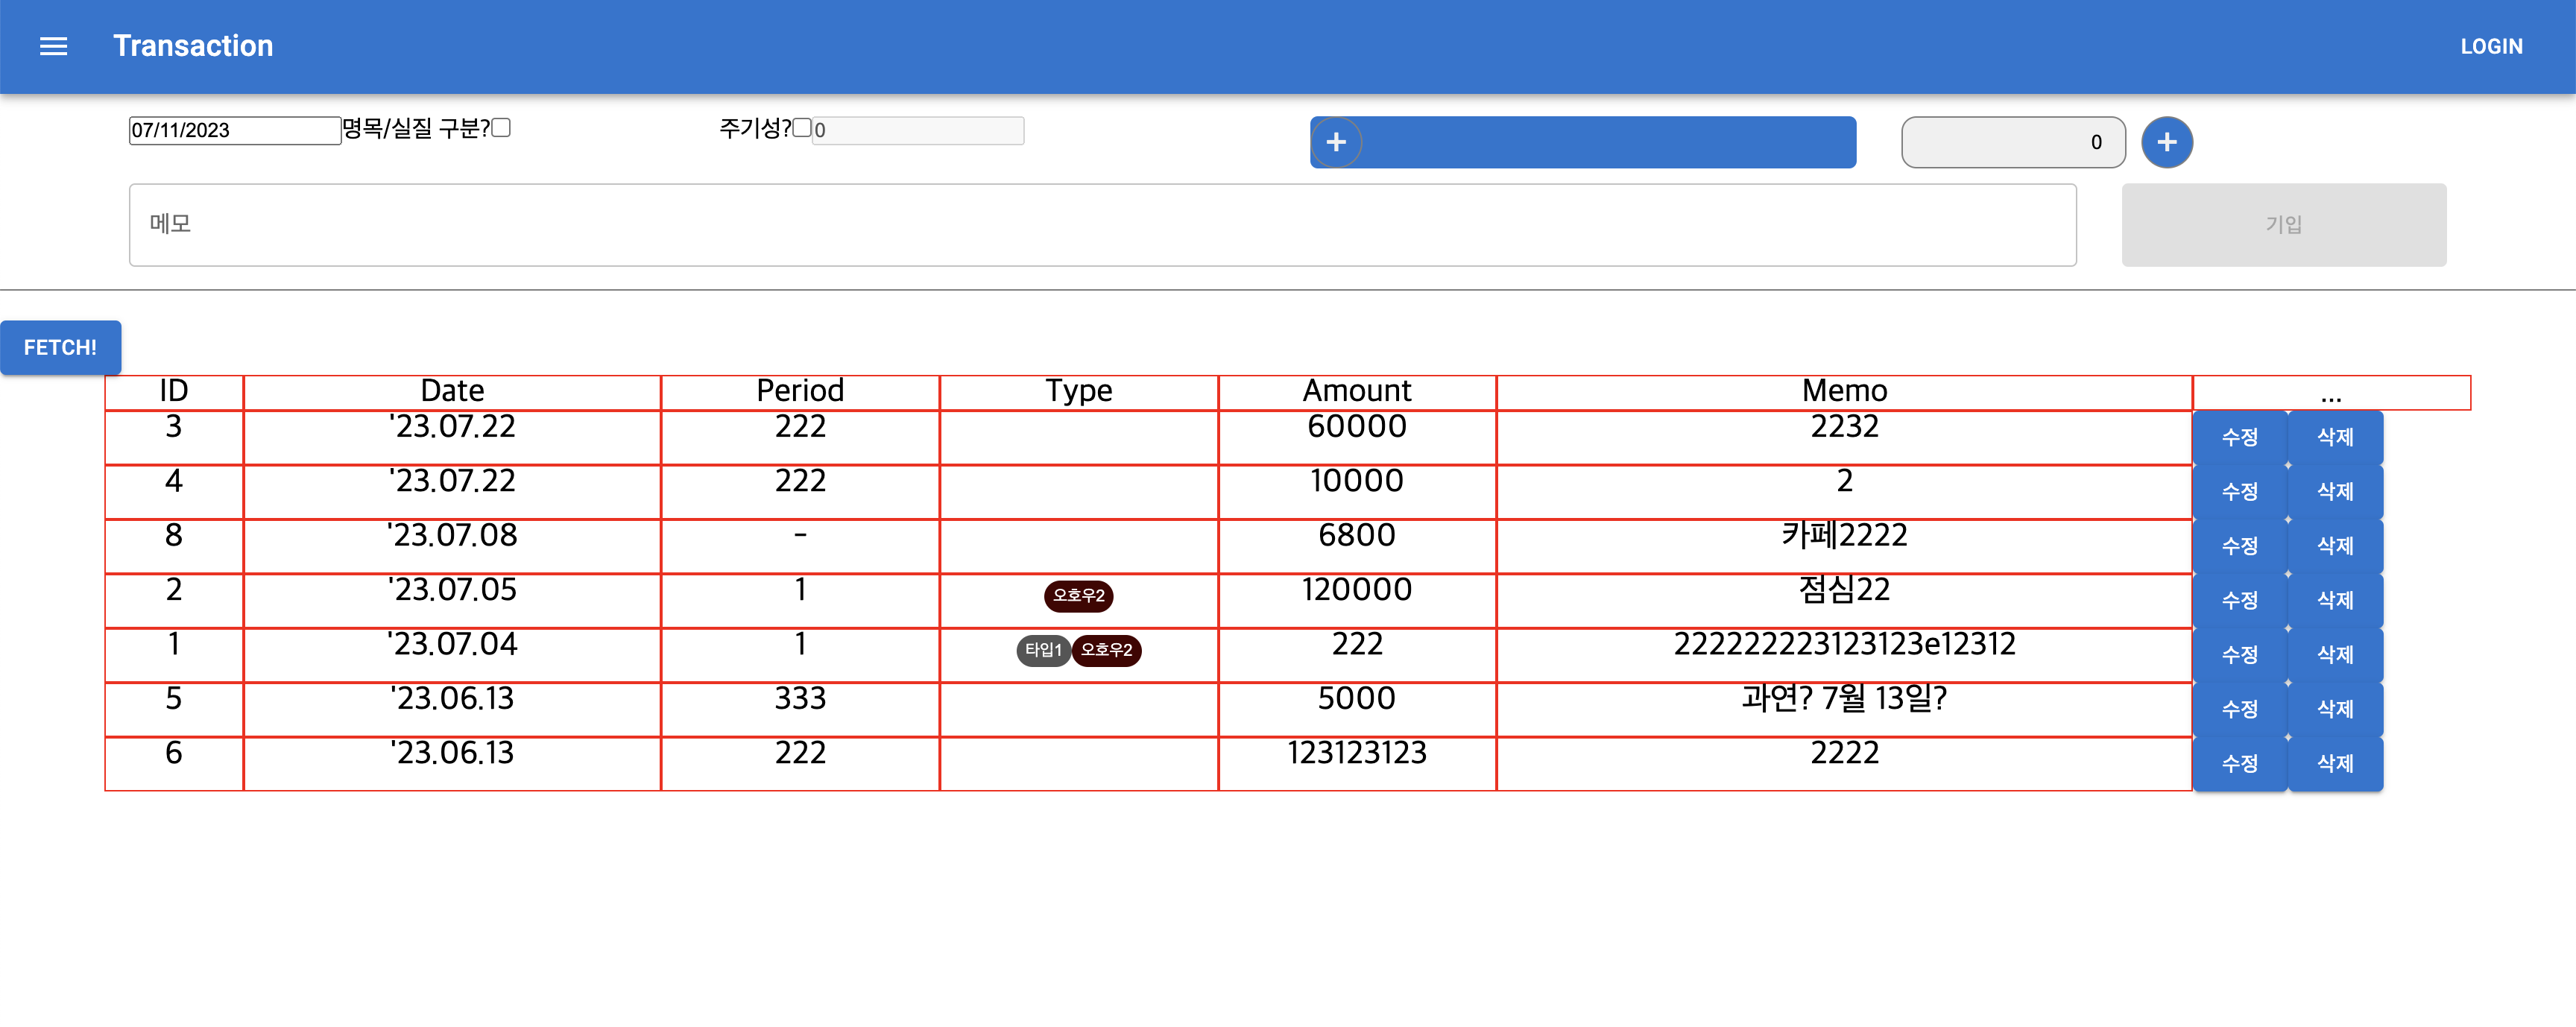 Transaction LOGIN
07/11/2023 명목/실질 구분? 주기성? 0 + 0 +
메모 기입
FETCH!
ID Date Period Type Amount Memo ...
3 '23.07.22 222 60000 2232 수정 삭제
4 '23.07.22 222 10000 2 수정 삭제
8 '23.07.08 - 6800 카페2222 수정 삭제
2 '23.07.05 1 오호우2 120000 점심22 수정 삭제
1 '23.07.04 1 타입1 오호우2 222 222222223123123e12312 수정 삭제
5 '23.06.13 333 5000 과연? 7월 13일? 수정 삭제
6 '23.06.13 222 123123123 2222 수정 삭제